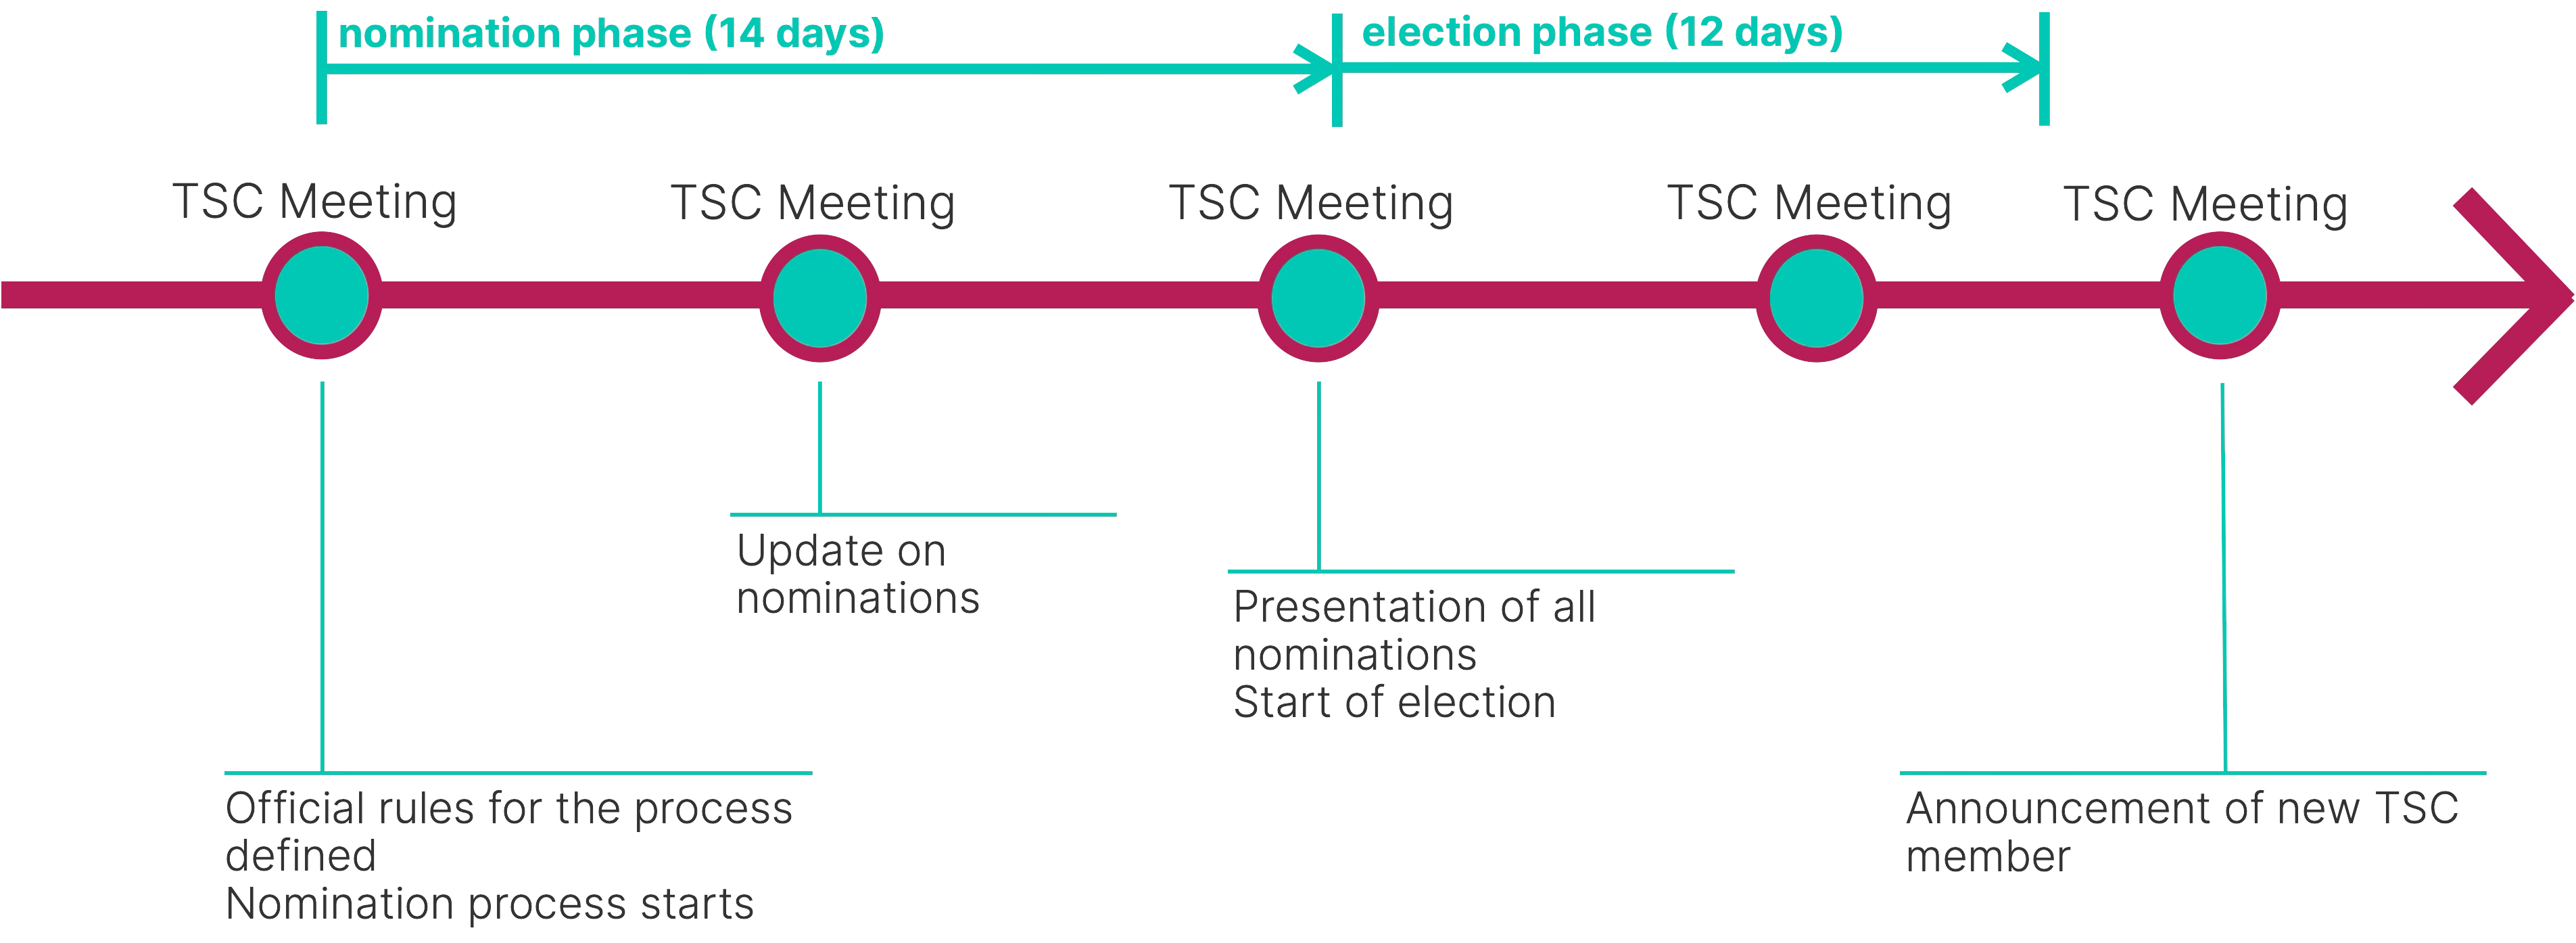 nomination phase (14 days)
election phase (12 days)
TSC Meeting
TSC Meeting
TSC Meeting
TSC Meeting
TSC Meeting
Update on
nominations
Presentation of all
nominations
Start of election
Official rules for the process
defined
Nomination process starts
Announcement of new TSC
member